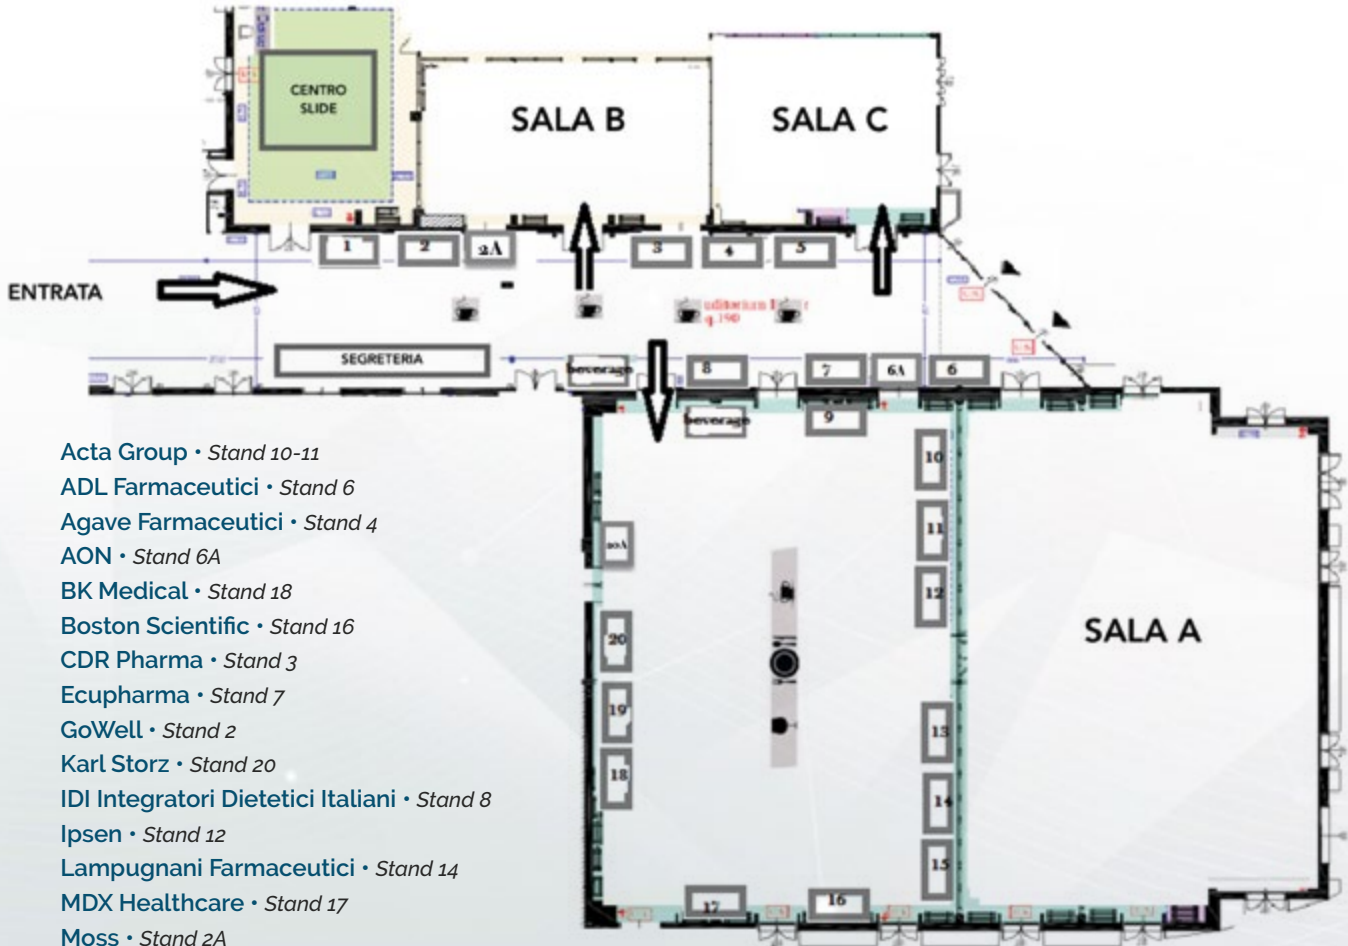 CENTRO
SLIDE
SALA B
SALA C
1
2
2A
3
4
5
ENTRATA
q.190
SEGRETERIA
beverage
8
7
6A
6
beverage
9
10
11
12
20A
20
19
18
13
14
15
17
16
SALA A
Acta Group • Stand 10-11
ADL Farmaceutici • Stand 6
Agave Farmaceutici • Stand 4
AON • Stand 6A
BK Medical • Stand 18
Boston Scientific • Stand 16
CDR Pharma • Stand 3
Ecupharma • Stand 7
GoWell • Stand 2
Karl Storz • Stand 20
IDI Integratori Dietetici Italiani • Stand 8
Ipsen • Stand 12
Lampugnani Farmaceutici • Stand 14
MDX Healthcare • Stand 17
Moss • Stand 2A